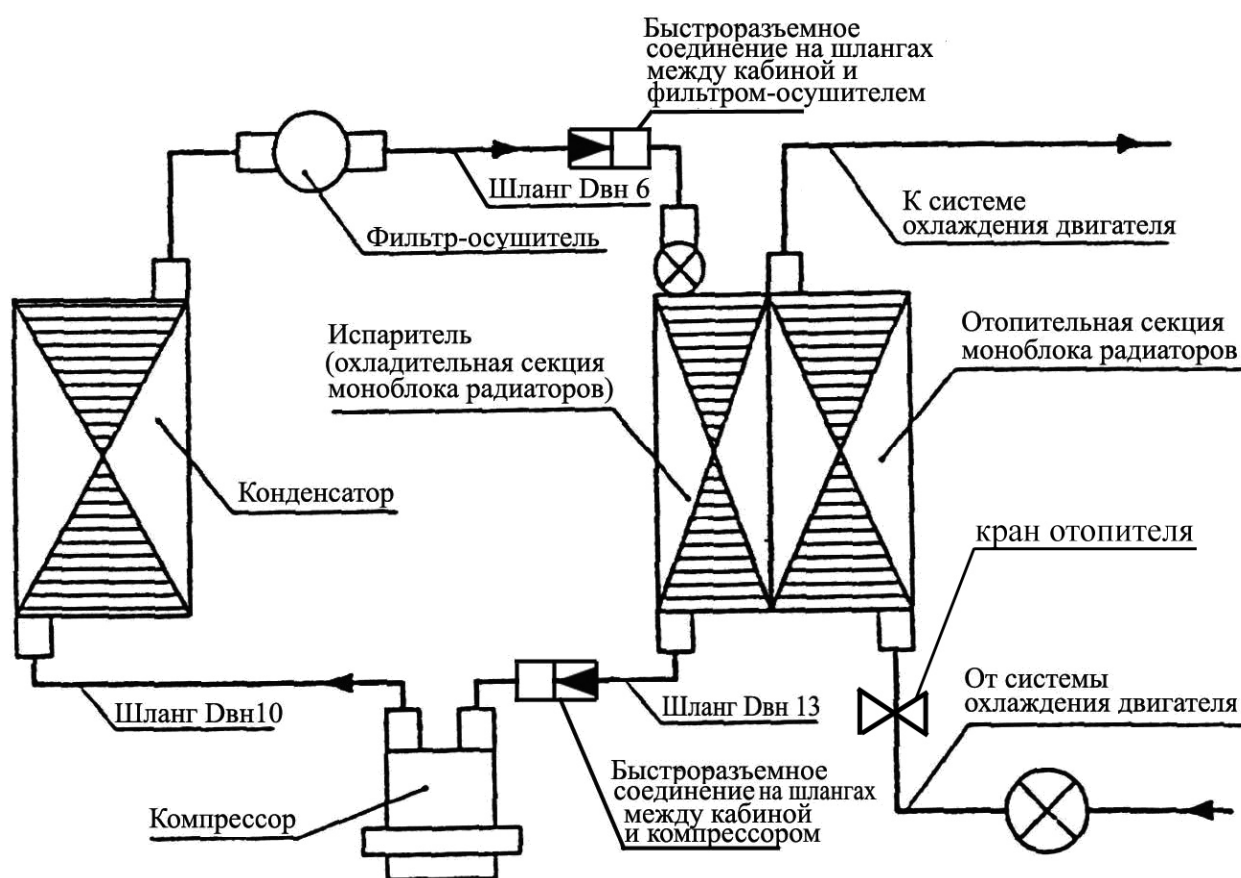 Быстроразъемное
соединение на шлангах
между кабиной и
фильтром-осушителем
Шланг Dвн 6
Фильтр-осушитель
К системе
охлаждения двигателя
Испаритель
(охладительная секция
моноблока радиаторов)
Отопительная секция
моноблока радиаторов
Конденсатор
кран отопителя
Шланг Dвн10
Шланг Dвн 13
От системы
охлаждения двигателя
Быстроразъемное
соединение на шлангах
между кабиной
и компрессором
Компрессор